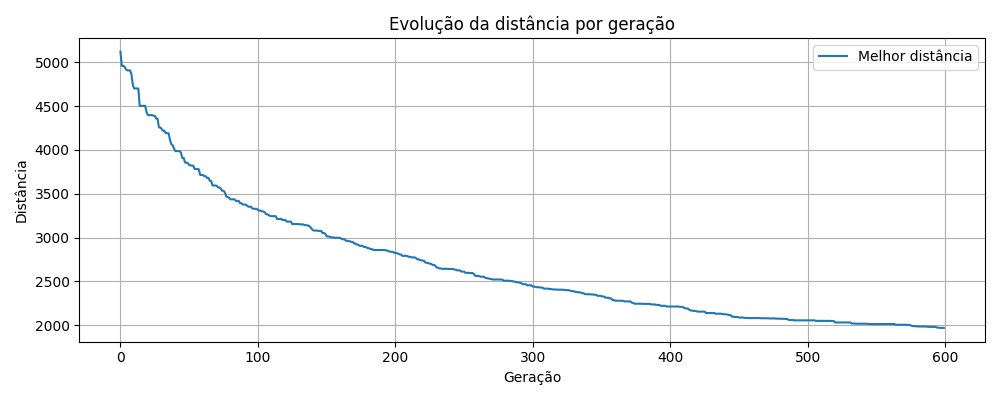 Evolução da distância por geração
Melhor distância
Distância
5000
4500
4000
3500
3000
2500
2000
0 100 200 300 400 500 600
Geração